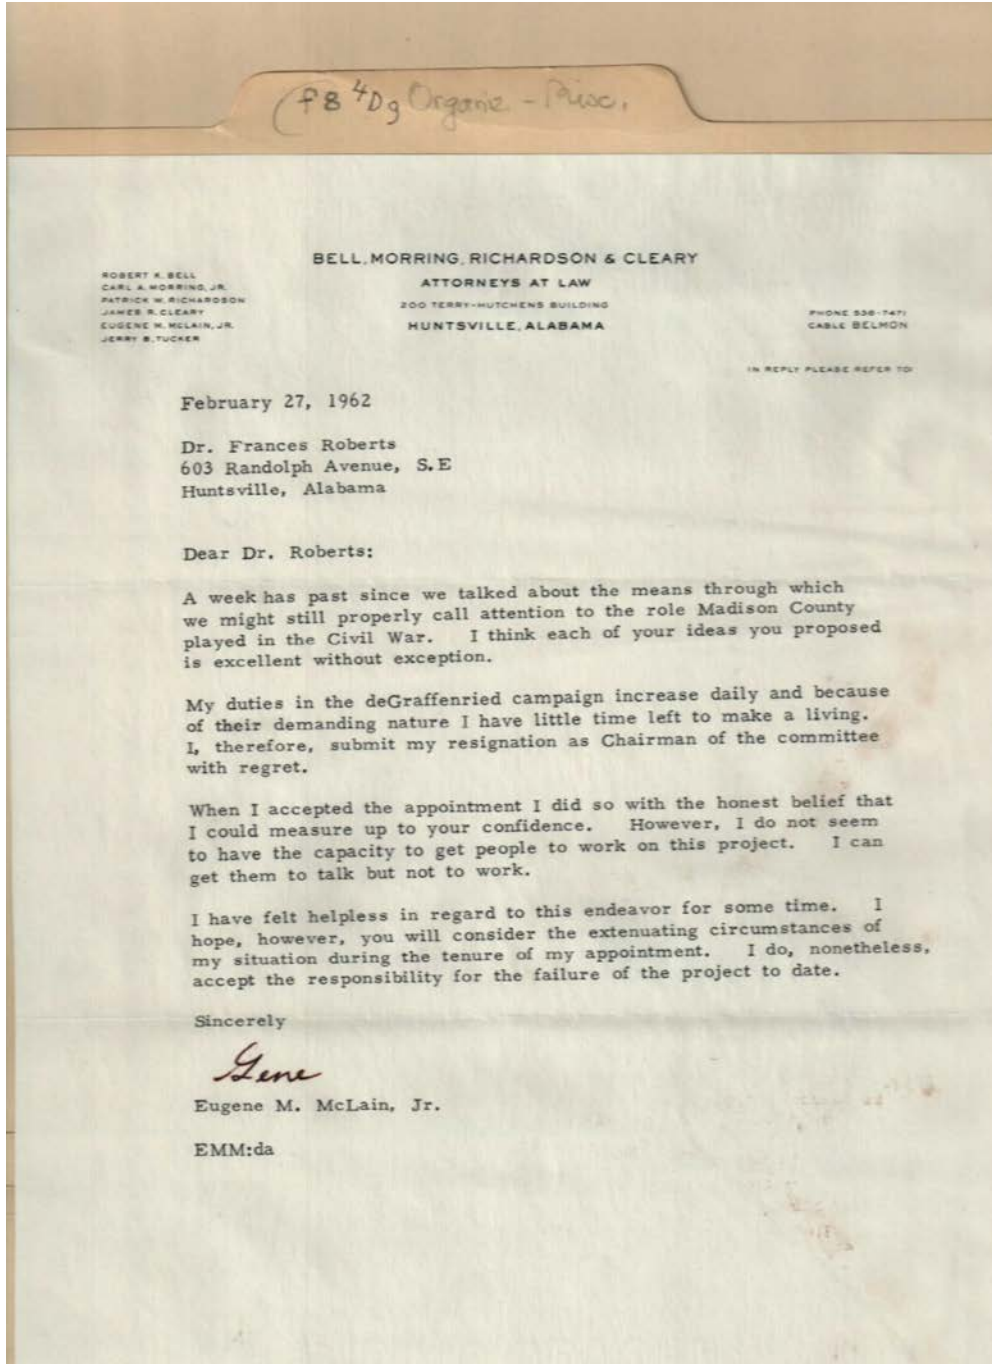 (f8 4Dg Organiz - Misc.
BELL, MORRING, RICHARDSON & CLEARY
ATTORNEYS AT LAW
200 TERRY-HUTCHENS BUILDING
HUNTSVILLE, ALABAMA
ROBERT K. BELL
CARL A. MORRING, JR.
PATRICK W. RICHARDSON
JAMES R. CLEARY
EUGENE M. MCLAIN, JR.
JERRY B. TUCKER
PHONE 536-7471
CABLE BELMON
IN REPLY PLEASE REFER TO:
February 27, 1962
Dr. Frances Roberts
603 Randolph Avenue, S.E
Huntsville, Alabama
Dear Dr. Roberts:
A week has past since we talked about the means through which
we might still properly call attention to the role Madison County
played in the Civil War. I think each of your ideas you proposed
is excellent without exception.
My duties in the deGraffenried campaign increase daily and because
of their demanding nature I have little time left to make a living.
I, therefore, submit my resignation as Chairman of the committee
with regret.
When I accepted the appointment I did so with the honest belief that
I could measure up to your confidence. However, I do not seem
to have the capacity to get people to work on this project. I can
get them to talk but not to work.
I have felt helpless in regard to this endeavor for some time. I
hope, however, you will consider the extenuating circumstances of
my situation during the tenure of my appointment. I do, nonetheless,
accept the responsibility for the failure of the project to date.
Sincerely
Gene
Eugene M. McLain, Jr.
EMM:da